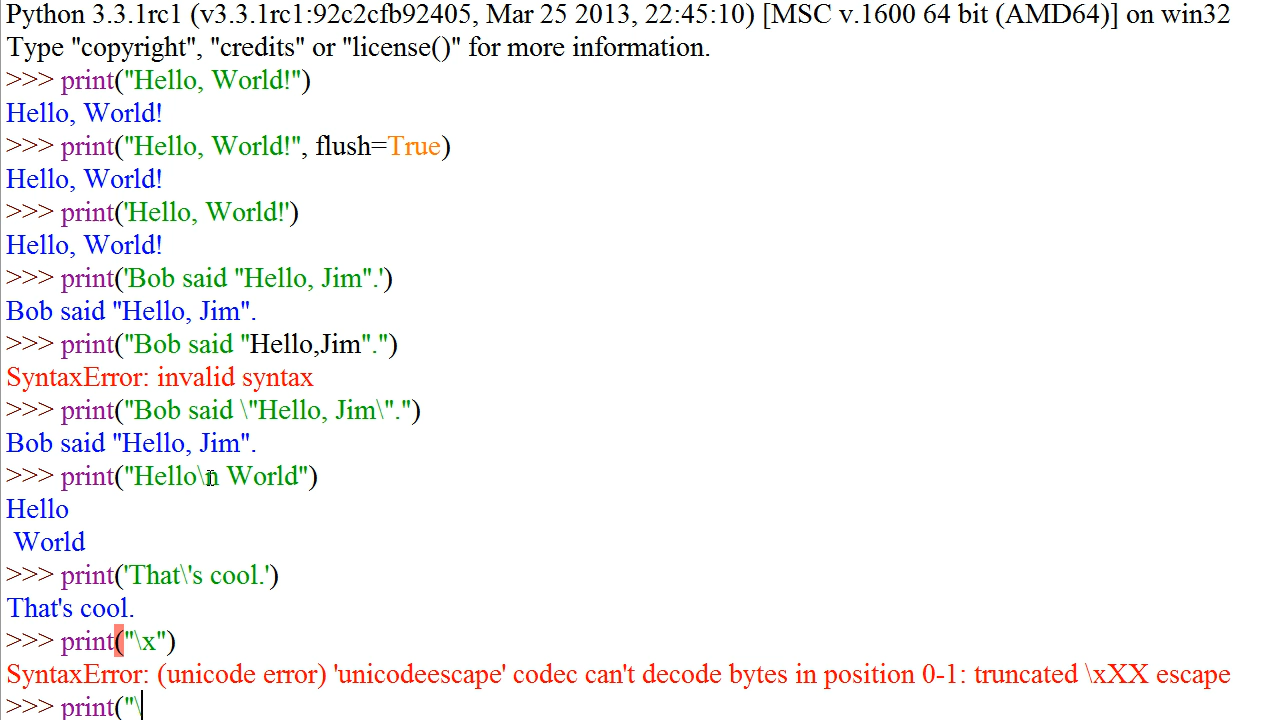 Python 3.3.1rc1 (v3.3.1rc1:92c2cfb92405, Mar 25 2013, 22:45:10) [MSC v.1600 64 bit (AMD64)] on win32
Type "copyright", "credits" or "license()" for more information.
>>> print("Hello, World!")
Hello, World!
>>> print("Hello, World!", flush=True)
Hello, World!
>>> print('Hello, World!')
Hello, World!
>>> print('Bob said "Hello, Jim".')
Bob said "Hello, Jim".
>>> print("Bob said "Hello,Jim".")
SyntaxError: invalid syntax
>>> print("Bob said \"Hello, Jim\".")
Bob said "Hello, Jim".
>>> print("Hello\n World")
Hello
 World
>>> print('That\'s cool.')
That's cool.
>>> print("\x")
SyntaxError: (unicode error) 'unicodeescape' codec can't decode bytes in position 0-1: truncated \xXX escape
>>> print("\